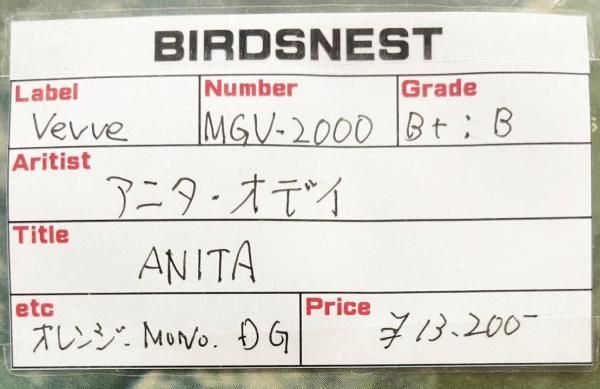 BIRDSNEST
Label Number Grade
Verve MGV-2000 B+ : B
Aritist
アニタ・オデイ
Title
ANITA
etc Price
オレンジ. MONO. DG ¥13.200-